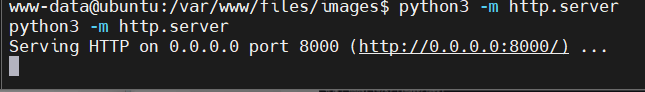 www-data@ubuntu:/var/www/files/images$ python3 -m http.server
python3 -m http.server
Serving HTTP on 0.0.0.0 port 8000 (http://0.0.0.0:8000/) ...